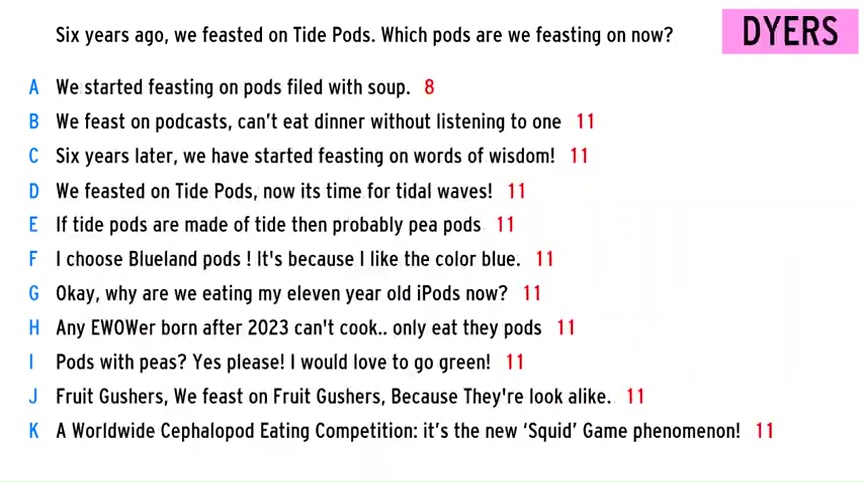 Six years ago, we feasted on Tide Pods. Which pods are we feasting on now?
DYERS
A We started feasting on pods filed with soup. 8
B We feast on podcasts, can't eat dinner without listening to one 11
C Six years later, we have started feasting on words of wisdom! 11
D We feasted on Tide Pods, now its time for tidal waves! 11
E If tide pods are made of tide then probably pea pods 11
F I choose Blueland pods ! It's because I like the color blue. 11
G Okay, why are we eating my eleven year old iPods now? 11
H Any EWOWer born after 2023 can't cook.. only eat they pods 11
I Pods with peas? Yes please! I would love to go green! 11
J Fruit Gushers, We feast on Fruit Gushers, Because They're look alike. 11
K A Worldwide Cephalopod Eating Competition: it's the new ‘Squid’ Game phenomenon! 11